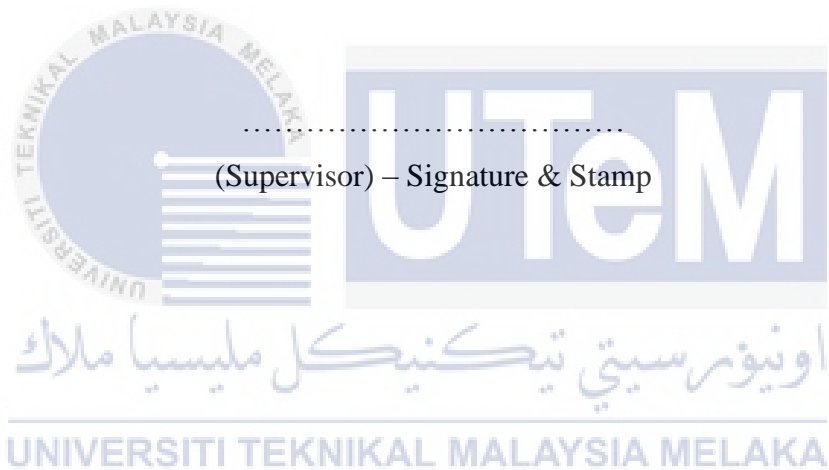 UNIVERSITI TEKNIKAL MALAYSIA MELAKA
UTeM
………………………………
(Supervisor) – Signature & Stamp
اونيۏرسيتي تيكنيكل مليسيا ملاك
UNIVERSITI TEKNIKAL MALAYSIA MELAKA